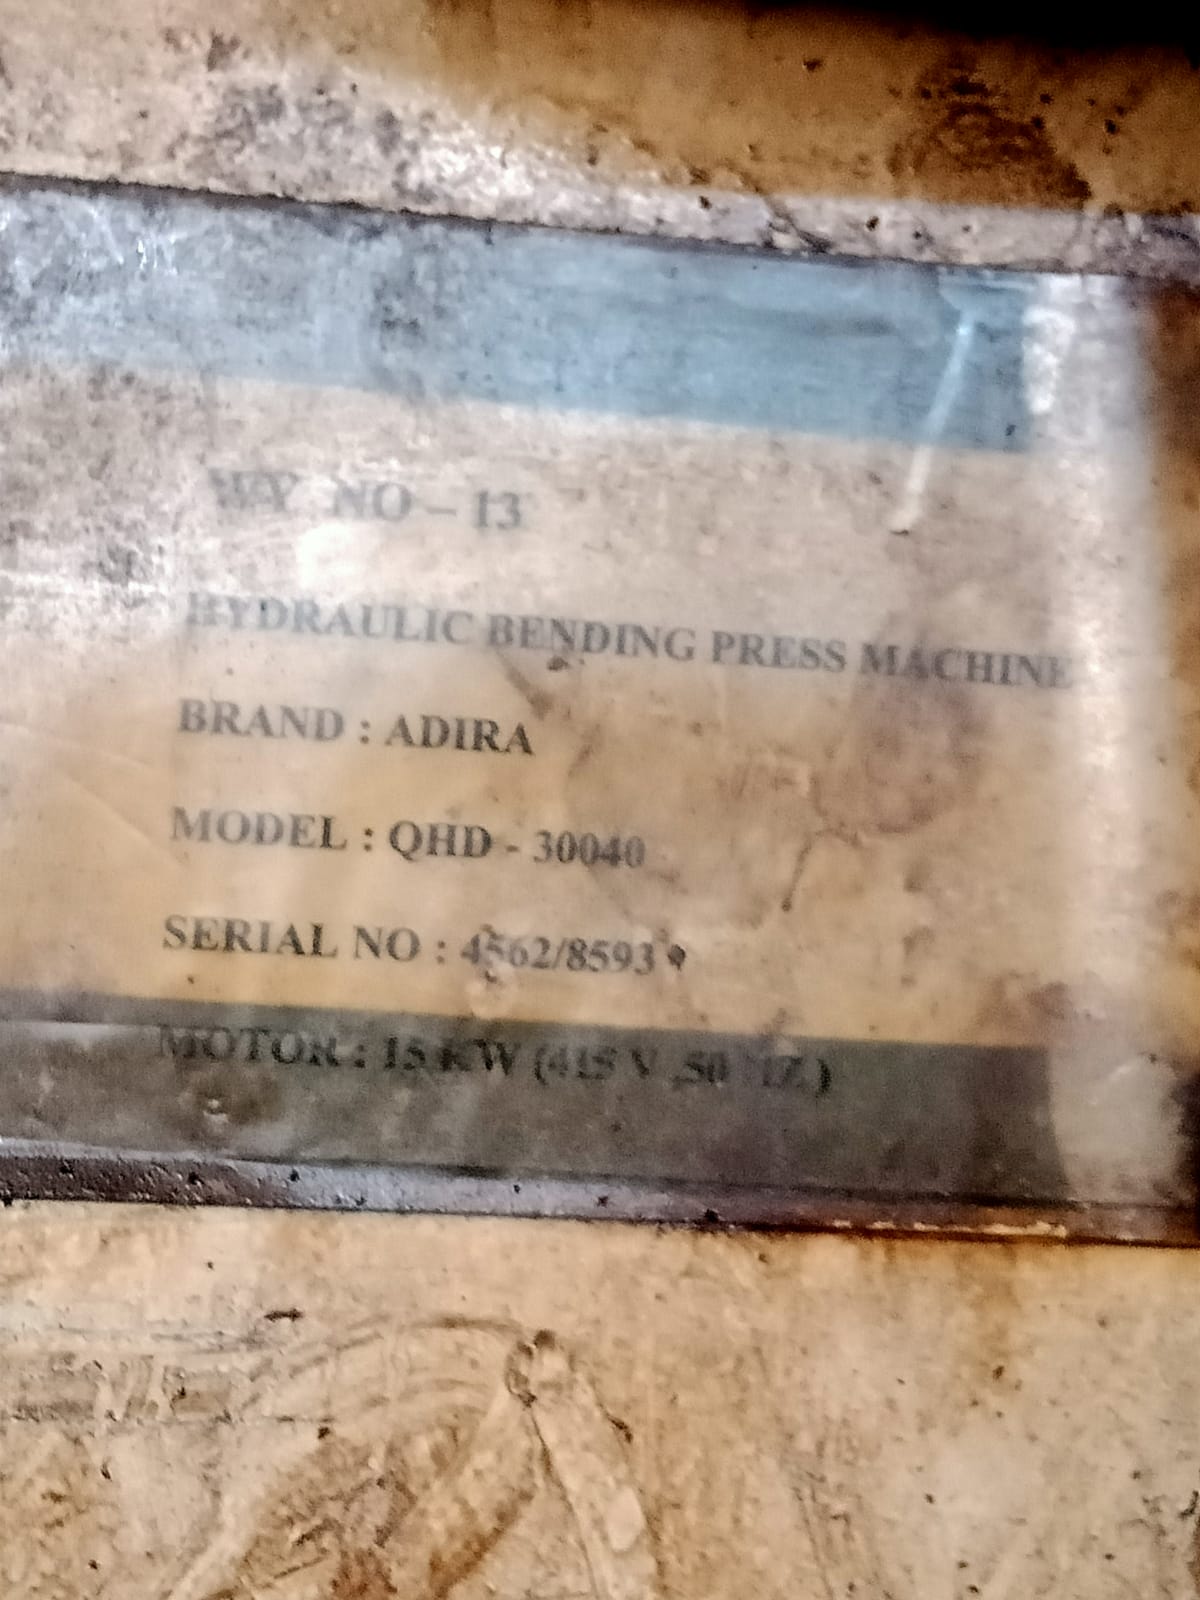 NO – 13
HYDRAULIC BENDING PRESS MACHINE
BRAND : ADIRA
MODEL : QHD - 30040
SERIAL NO : 4562/8593
MOTOR : 15 KW (415 V ,50 HZ)